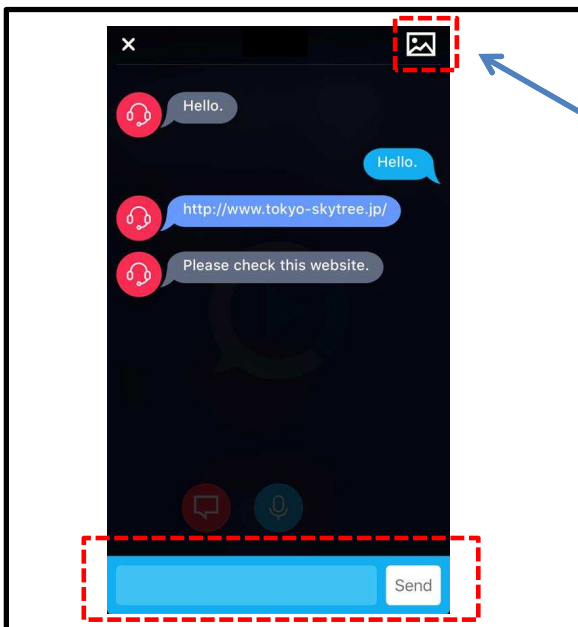 Hello.
Hello.
http://www.tokyo-skytree.jp/
Please check this website.
Send